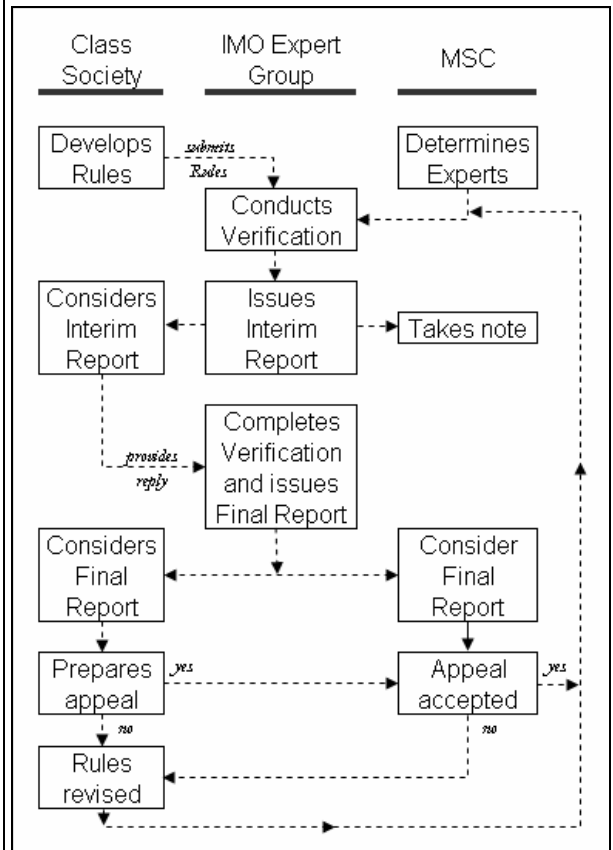 Class
Society
IMO Expert
Group
MSC
Develops
Rules
submits
Rules
Determines
Experts
Conducts
Verification
Considers
Interim
Report
Issues
Interim
Report
Takes note
provides
reply
Completes
Verification
and issues
Final Report
Considers
Final
Report
Consider
Final
Report
Prepares
appeal
yes
Appeal
accepted
yes
no
no
Rules
revised